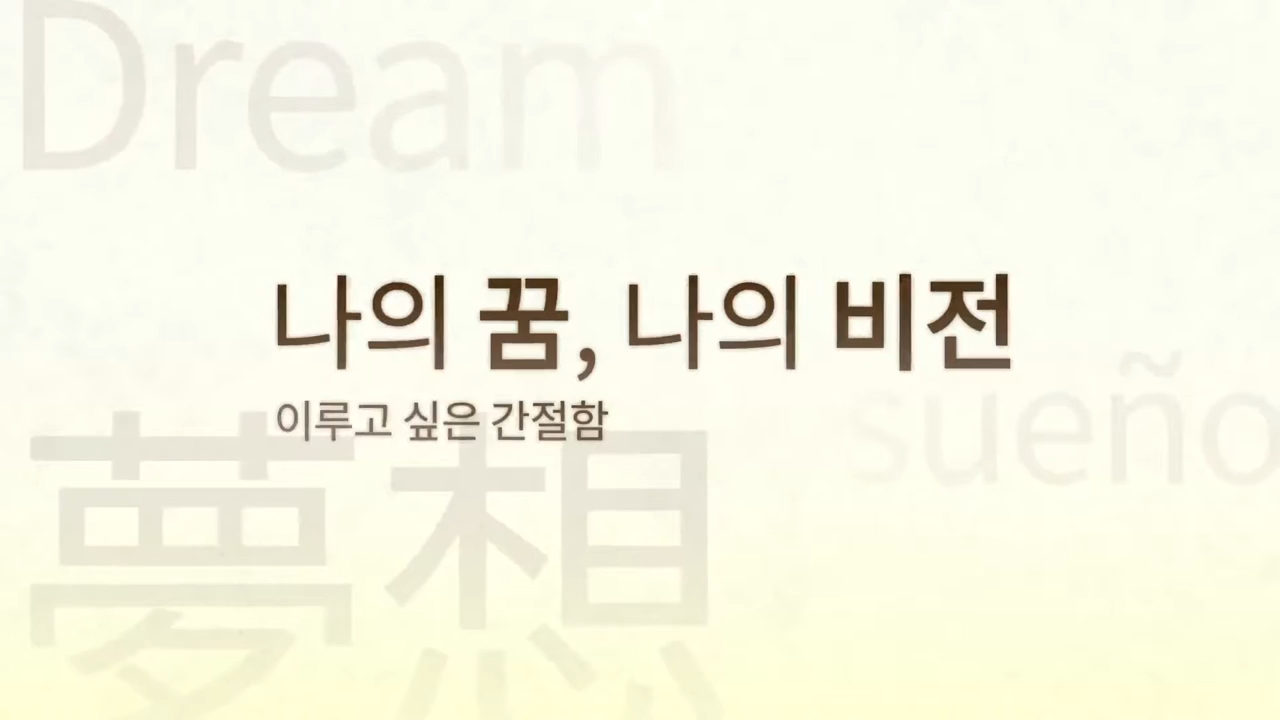 Dream
나의 꿈, 나의 비전
이루고 싶은 간절함
sueño
夢想